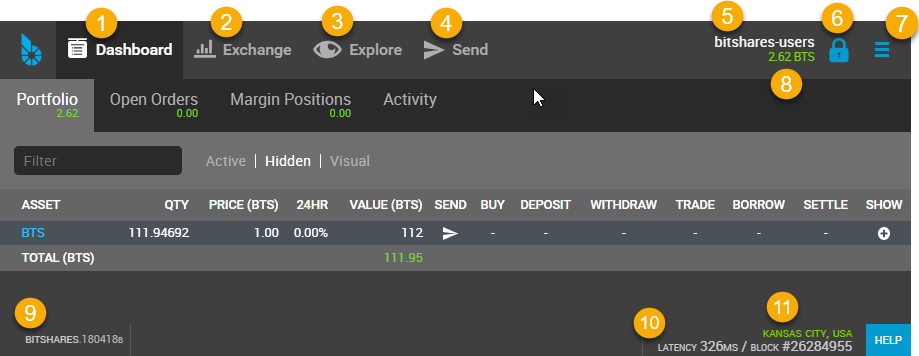 1 2 3 4 5 6 7
Dashboard Exchange Explore Send bitshares-users
2.62 BTS
8
Portfolio Open Orders Margin Positions Activity
2.62 0.00 0.00
Filter Active | Hidden | Visual
ASSET QTY PRICE (BTS) 24HR VALUE (BTS) SEND BUY DEPOSIT WITHDRAW TRADE BORROW SETTLE SHOW
BTS 111.94692 1.00 0.00% 112 - - - - - -
TOTAL (BTS) 111.95
9 10 11
KANSAS CITY, USA
BITSHARES.180418B LATENCY 326MS / BLOCK #26284955 HELP